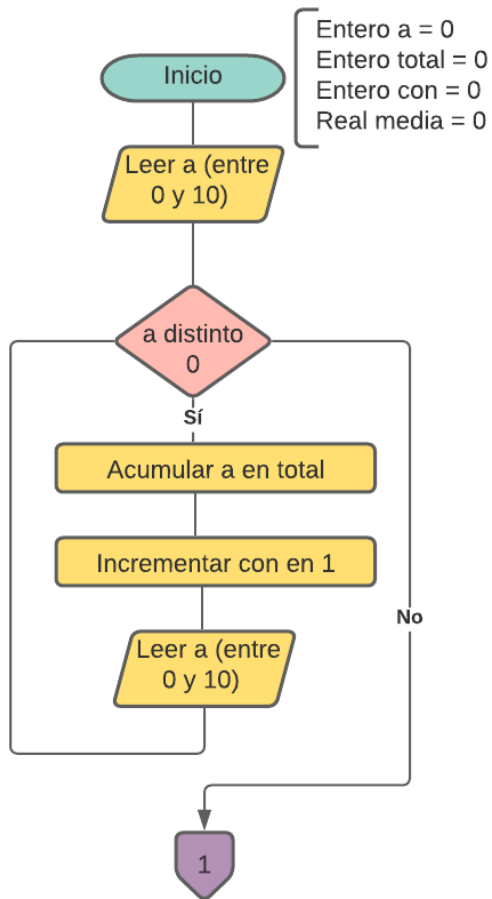 Inicio
Entero a = 0
Entero total = 0
Entero con = 0
Real media = 0
Leer a (entre
0 y 10)
a distinto
0
Sí
Acumular a en total
Incrementar con en 1
Leer a (entre
0 y 10)
No
1